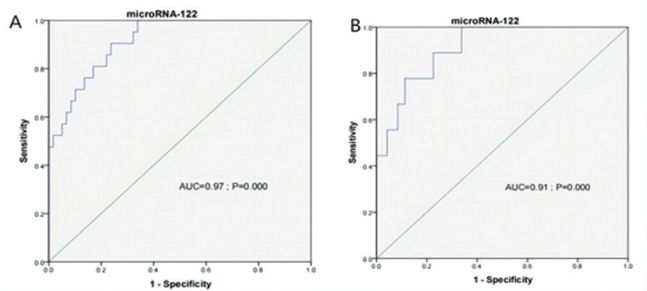 A
microRNA-122
1.0
0.8
0.6
0.4
0.2
0.0
0.0 0.2 0.4 0.6 0.8 1.0
Sensitivity
1 - Specificity
AUC=0.97 ; P=0.000
B
microRNA-122
1.0
0.8
0.6
0.4
0.2
0.0
0.0 0.2 0.4 0.6 0.8 1.0
Sensitivity
1 - Specificity
AUC=0.91 ; P=0.000